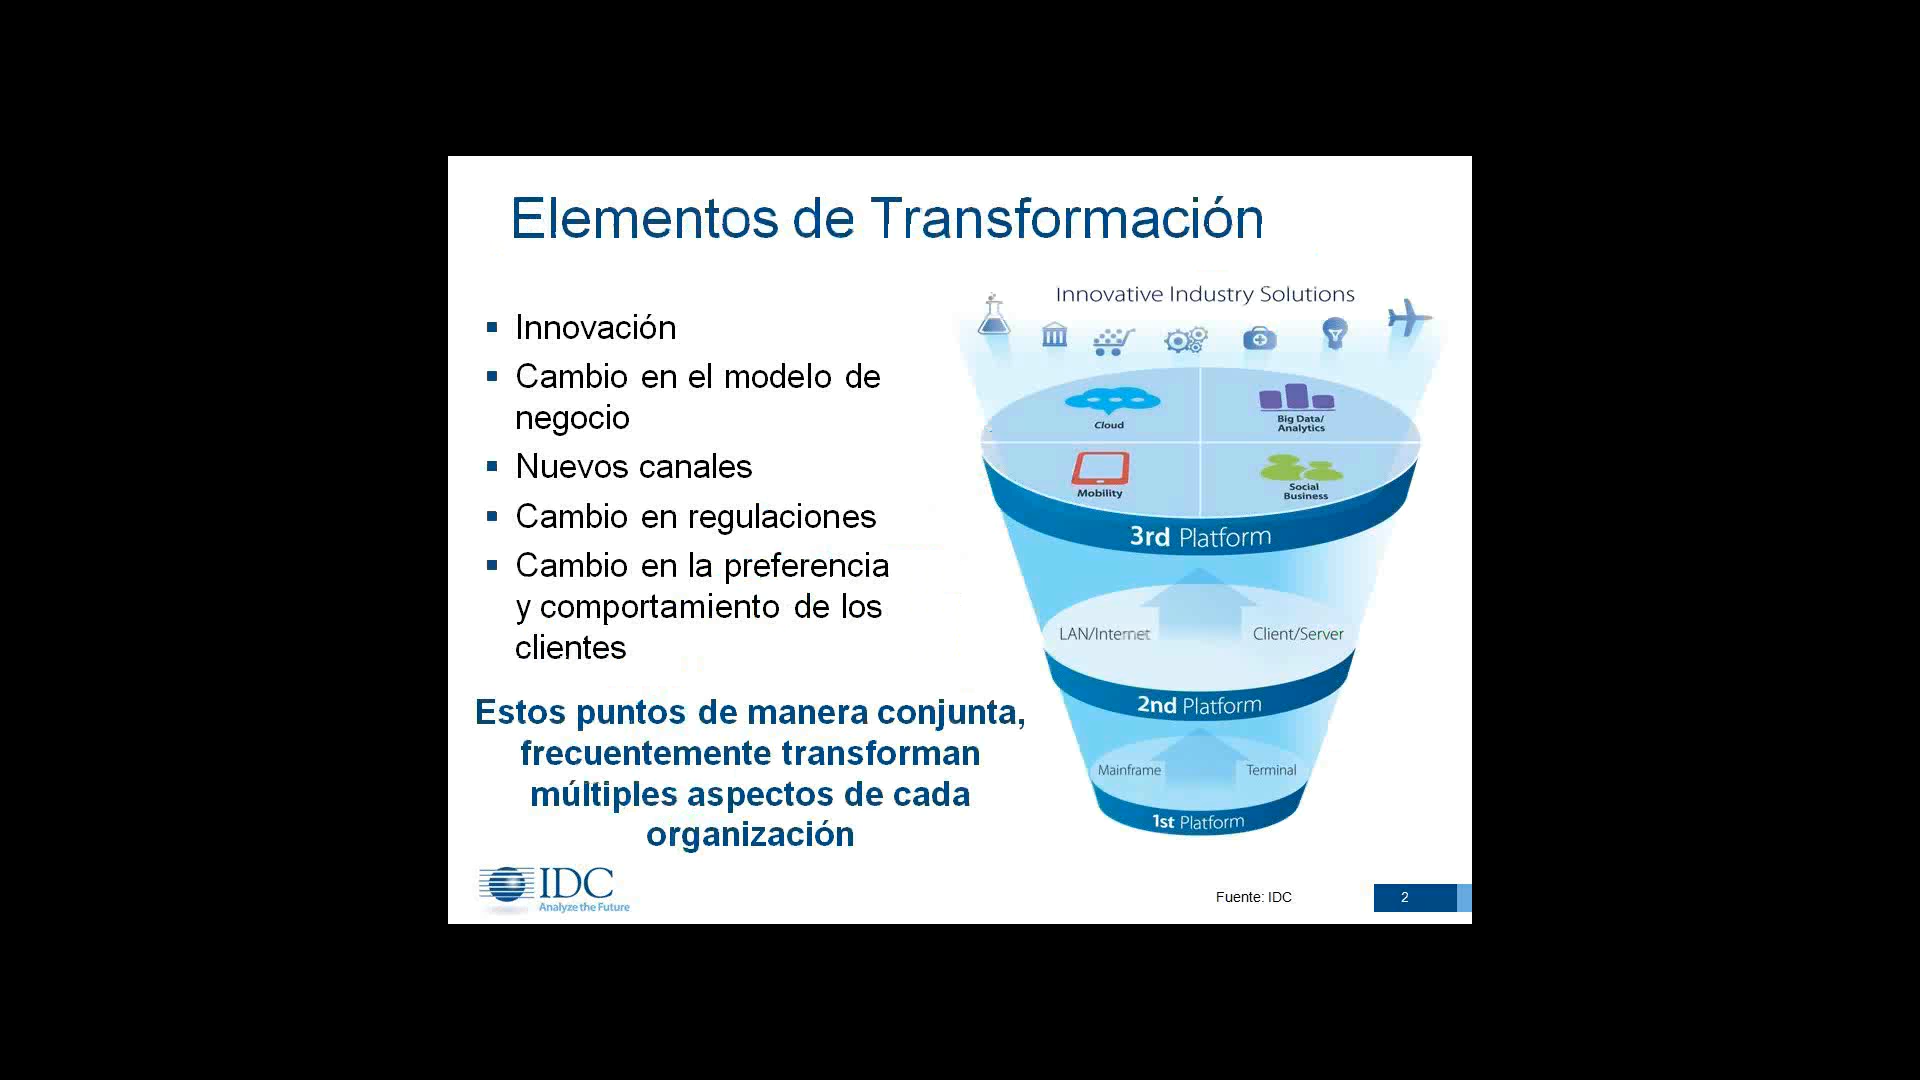 Elementos de Transformación
Innovación
Cambio en el modelo de
negocio
Nuevos canales
Cambio en regulaciones
Cambio en la preferencia
y comportamiento de los
clientes
Estos puntos de manera conjunta,
frecuentemente transforman
múltiples aspectos de cada
organización
Innovative Industry Solutions
Cloud
Big Data/
Analytics
Mobility
Social
Business
3rd Platform
LAN/Internet
Client/Server
2nd Platform
Mainframe
Terminal
1st Platform
IDC
Analyze the Future
Fuente: IDC
2